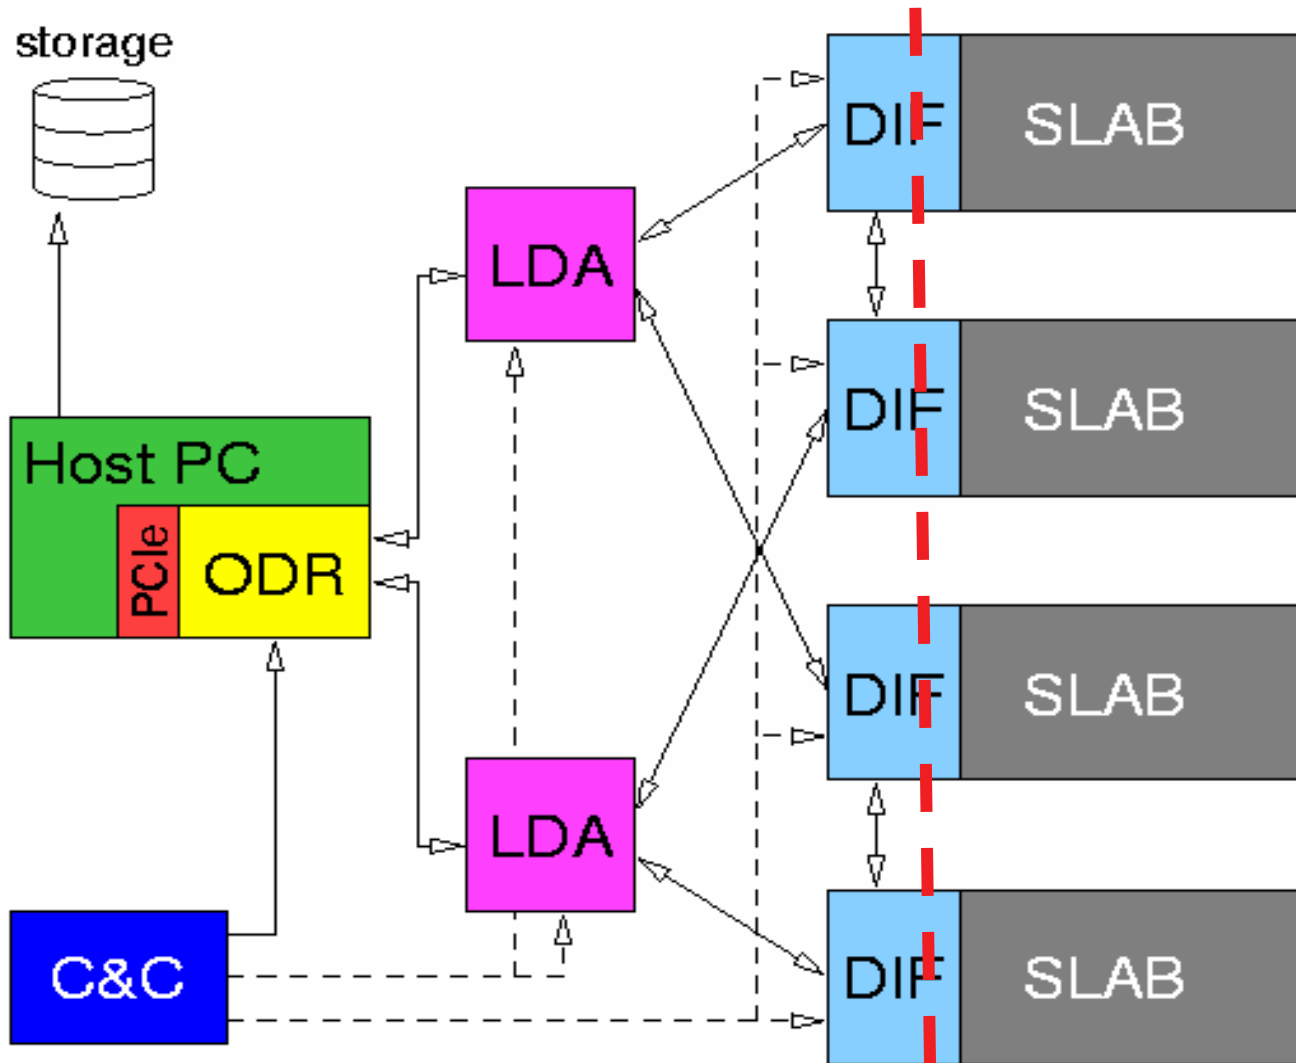 storage
DIF
SLAB
LDA
DIF
SLAB
Host PC
PCIe
ODR
DIF
SLAB
LDA
C&C
DIF
SLAB